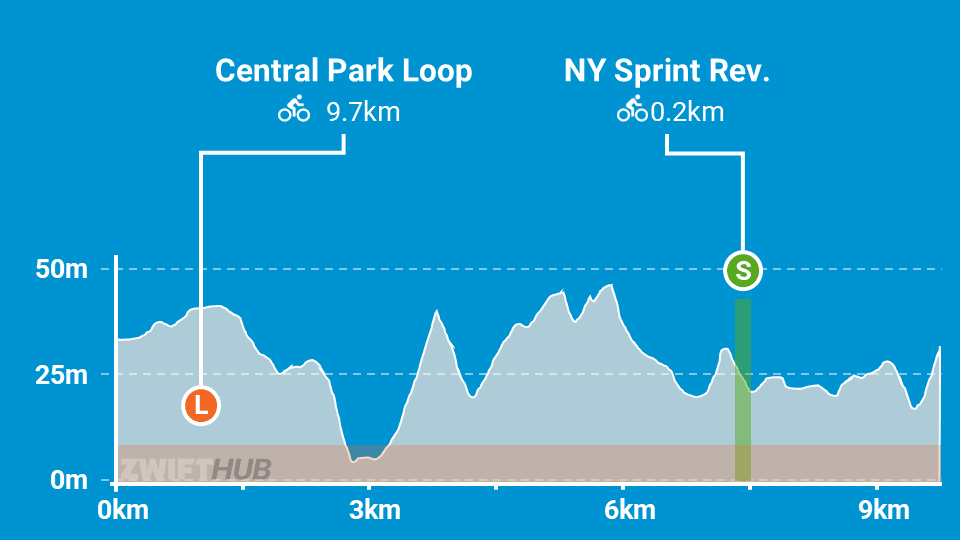 Central Park Loop
9.7km
NY Sprint Rev.
0.2km
50m
S
25m
L
ZWIFTHUB
0m
0km
3km
6km
9km